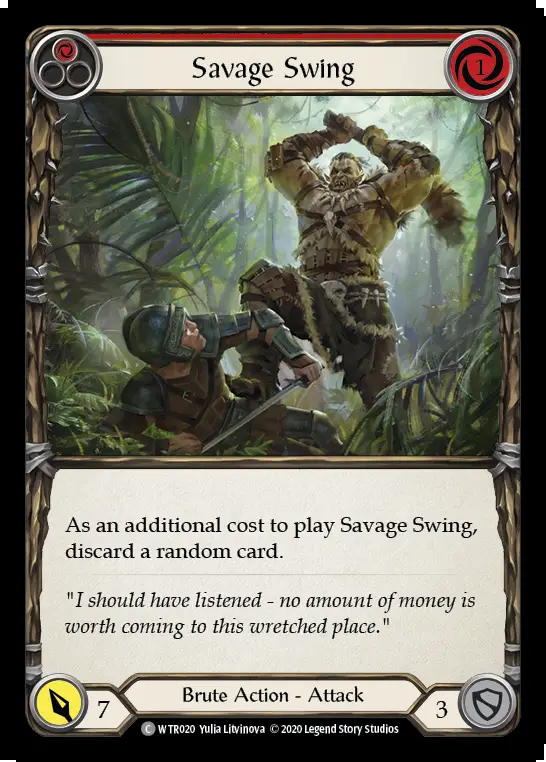 Savage Swing
1
As an additional cost to play Savage Swing,
discard a random card.
"I should have listened - no amount of money is
worth coming to this wretched place."
Brute Action - Attack
7
3
C WTR020 Yulia Litvinova © 2020 Legend Story Studios